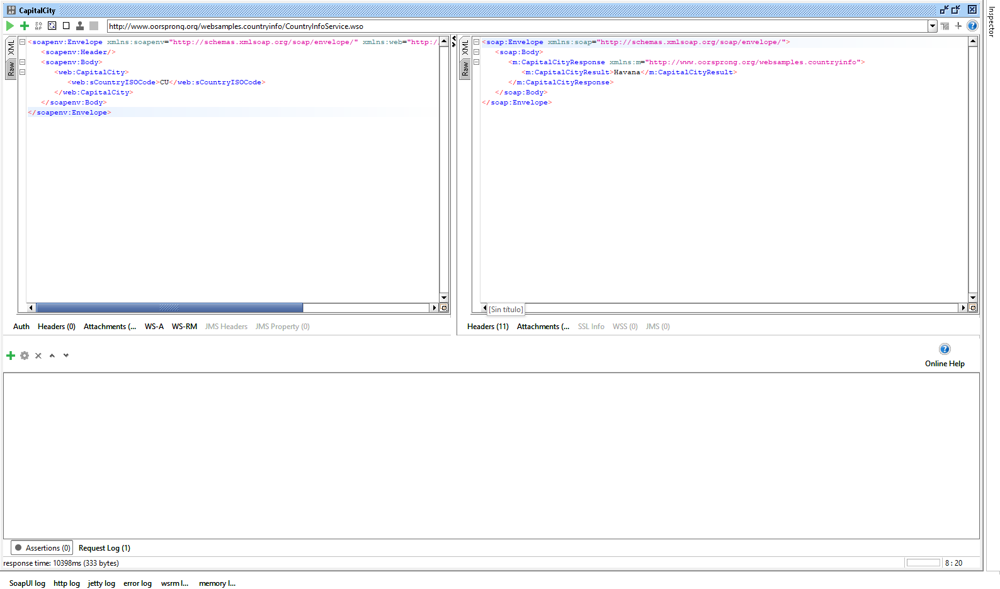 CapitalCity
http://www.oorsprong.org/websamples.countryinfo/CountryInfoService.wso
Inspector
XML
Raw
<soapenv:Envelope xmlns:soapenv="http://schemas.xmlsoap.org/soap/envelope/" xmlns:web="http:/
<soapenv:Header/>
<soapenv:Body>
<web:CapitalCity>
<web:sCountryISOCode>CU</web:sCountryISOCode>
</web:CapitalCity>
</soapenv:Body>
</soapenv:Envelope>
XML
Raw
<soap:Envelope xmlns:soap="http://schemas.xmlsoap.org/soap/envelope/">
<soap:Body>
<m:CapitalCityResponse xmlns:m="http://www.oorsprong.org/websamples.countryinfo">
<m:CapitalCityResult>Havana</m:CapitalCityResult>
</m:CapitalCityResponse>
</soap:Body>
</soap:Envelope>
[Sin título]
Auth Headers (0) Attachments (... WS-A WS-RM JMS Headers JMS Property (0)
Headers (11) Attachments (... SSL Info WSS (0) JMS (0)
Online Help
Assertions (0) Request Log (1)
response time: 10398ms (333 bytes)
8 : 20
SoapUI log http log jetty log error log wsrm l... memory l...